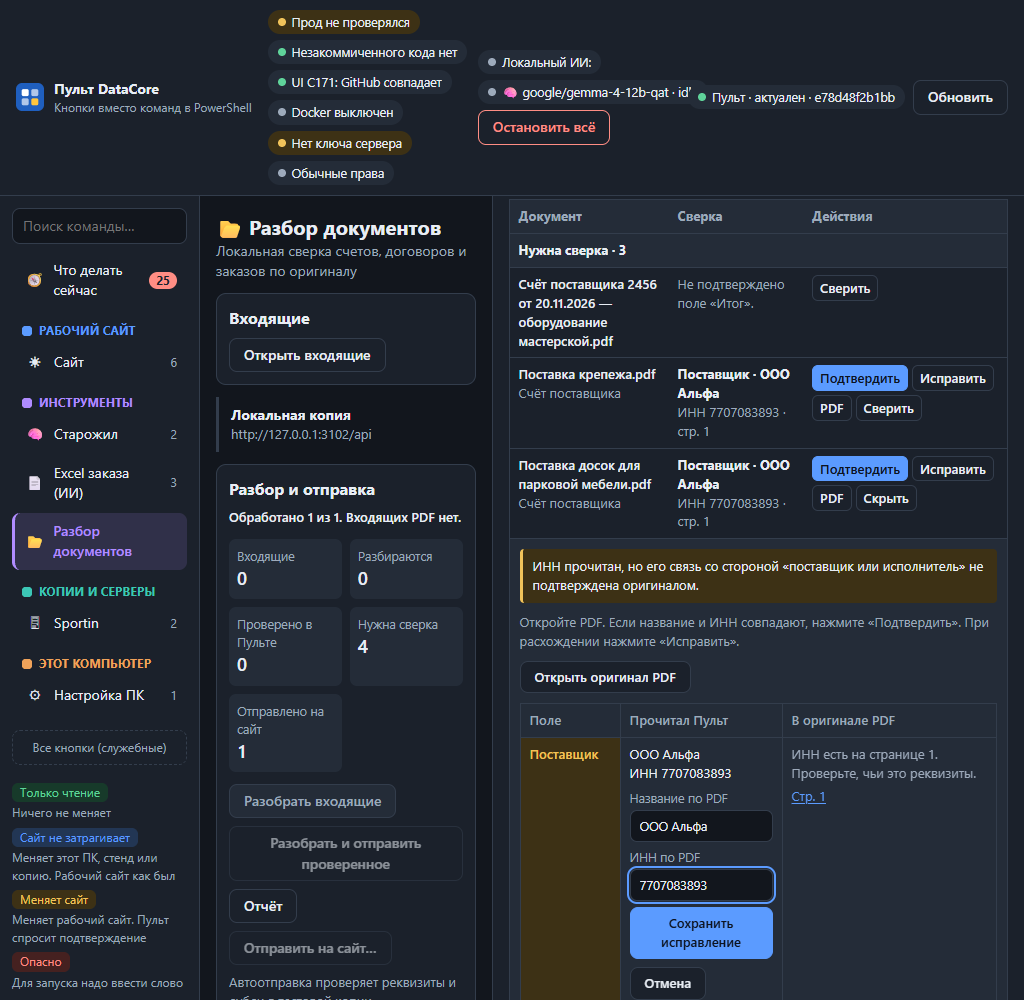 Пульт DataCore
Кнопки вместо команд в PowerShell
Прод не проверялся
Незакоммиченного кода нет
UI C171: GitHub совпадает
Docker выключен
Нет ключа сервера
Обычные права
Локальный ИИ:
google/gemma-4-12b-qat · idl
Остановить всё
Пульт · актуален · e78d48f2b1bb
Обновить
Поиск команды...
Что делать
сейчас
25
РАБОЧИЙ САЙТ
Сайт 6
ИНСТРУМЕНТЫ
Старожил 2
Excel заказа
(ИИ)
3
Разбор
документов
КОПИИ И СЕРВЕРЫ
Sportin 2
ЭТОТ КОМПЬЮТЕР
Настройка ПК 1
Все кнопки (служебные)
Только чтение
Ничего не меняет
Сайт не затрагивает
Меняет этот ПК, стенд или
копию. Рабочий сайт как был
Меняет сайт
Меняет рабочий сайт. Пульт
спросит подтверждение
Опасно
Для запуска надо ввести слово
Разбор документов
Локальная сверка счетов, договоров и
заказов по оригиналу
Входящие
Открыть входящие
Локальная копия
http://127.0.0.1:3102/api
Разбор и отправка
Обработано 1 из 1. Входящих PDF нет.
Входящие
0
Разбираются
0
Проверено в
Пульте
0
Нужна сверка
4
Отправлено на
сайт
1
Разобрать входящие
Разобрать и отправить
проверенное
Отчёт
Отправить на сайт...
Автоотправка проверяет реквизиты и
Документ Сверка Действия
Нужна сверка · 3
Счёт поставщика 2456
от 20.11.2026 —
оборудование
мастерской.pdf
Не подтверждено
поле «Итог».
Сверить
Поставка крепежа.pdf
Счёт поставщика
Поставщик · ООО
Альфа
ИНН 7707083893 ·
стр. 1
Подтвердить Исправить
PDF Сверить
Поставка досок для
парковой мебели.pdf
Счёт поставщика
Поставщик · ООО
Альфа
ИНН 7707083893 ·
стр. 1
Подтвердить Исправить
PDF Скрыть
ИНН прочитан, но его связь со стороной «поставщик или исполнитель» не
подтверждена оригиналом.
Откройте PDF. Если название и ИНН совпадают, нажмите «Подтвердить». При
расхождении нажмите «Исправить».
Открыть оригинал PDF
Поле Прочитал Пульт В оригинале PDF
Поставщик
ООО Альфа
ИНН 7707083893
Название по PDF
ООО Альфа
ИНН по PDF
7707083893
Сохранить
исправление
Отмена
ИНН есть на странице 1.
Проверьте, чьи это реквизиты.
Стр. 1